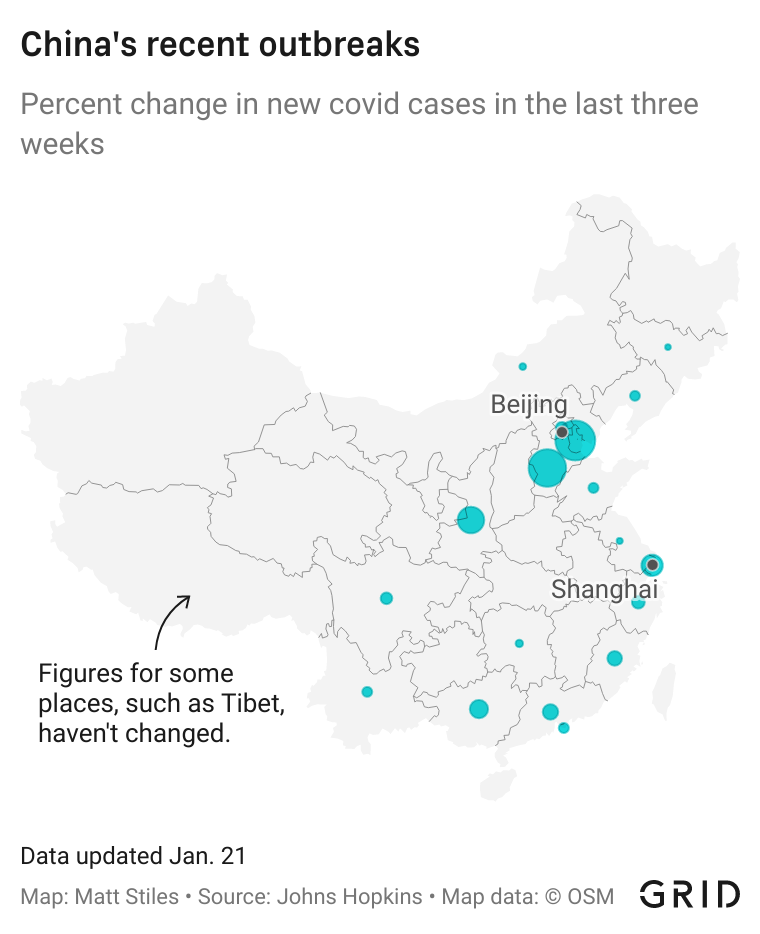 China's recent outbreaks
Percent change in new covid cases in the last three
weeks
Beijing
Shanghai
Figures for some
places, such as Tibet,
haven't changed.
Data updated Jan. 21
Map: Matt Stiles • Source: Johns Hopkins • Map data: © OSM
GRID